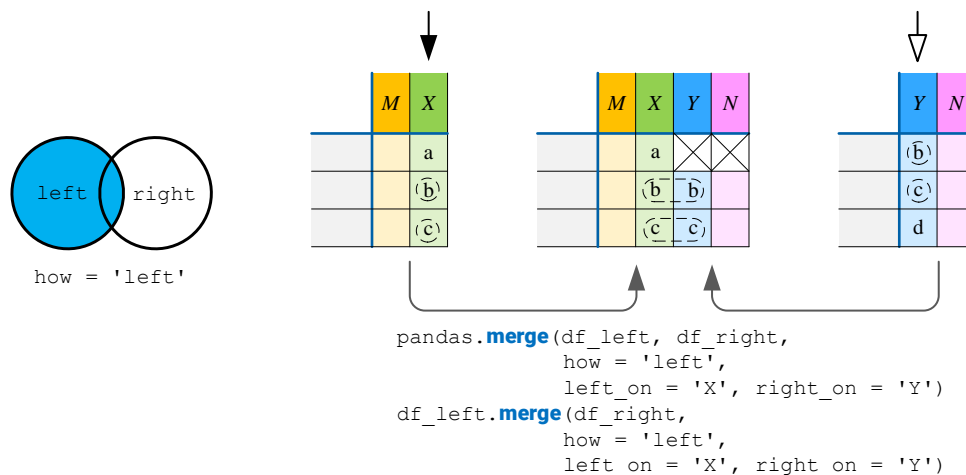 M X
M X Y N
Y N
a
a
b
b
b b
c
c c
c
d
left right
how = 'left'
pandas.merge(df_left, df_right,
how = 'left',
left_on = 'X', right_on = 'Y')
df_left.merge(df_right,
how = 'left',
left_on = 'X', right_on = 'Y')